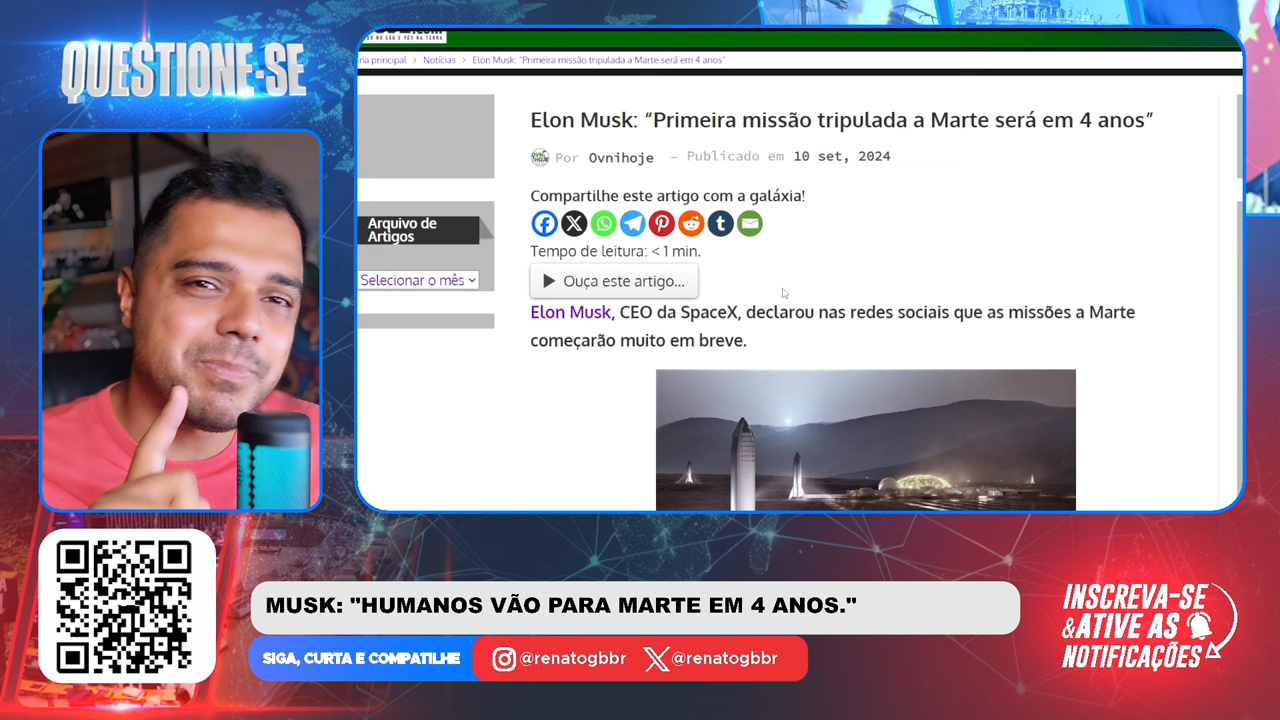 QUESTIONE-SE
Notícias > Elon Musk: "Primeira missão tripulada a Marte será em 4 anos"
Elon Musk: “Primeira missão tripulada a Marte será em 4 anos”
OVNI HOJE
Por Ovnihoje – Publicado em 10 set, 2024
Compartilhe este artigo com a galáxia!
Tempo de leitura: < 1 min.
Ouça este artigo...
Arquivo de
Artigos
Selecionar o mês
Elon Musk, CEO da SpaceX, declarou nas redes sociais que as missões a Marte
começarão muito em breve.
MUSK: "HUMANOS VÃO PARA MARTE EM 4 ANOS."
SIGA, CURTA E COMPATILHE
@renatogbbr
@renatogbbr
INSCREVA-SE
&ATIVE AS
NOTIFICAÇÕES